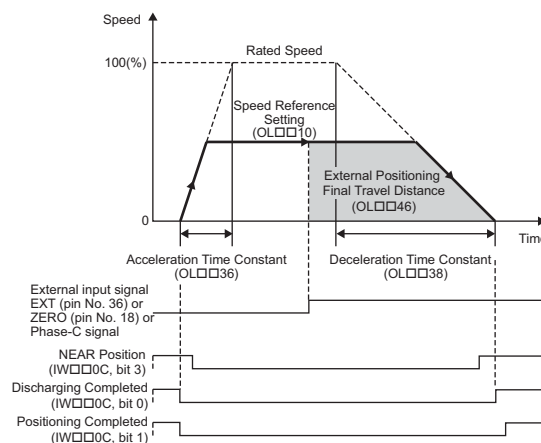 Speed
Rated Speed
100(%)
Speed Reference
Setting
(OL□□10)
External Positioning
Final Travel Distance
(OL□□46)
0
Time
Acceleration Time Constant
(OL□□36)
Deceleration Time Constant
(OL□□38)
External input signal
EXT (pin No. 36) or
ZERO (pin No. 18) or
Phase-C signal
NEAR Position
(IW□□0C, bit 3)
Discharging Completed
(IW□□0C, bit 0)
Positioning Completed
(IW□□0C, bit 1)